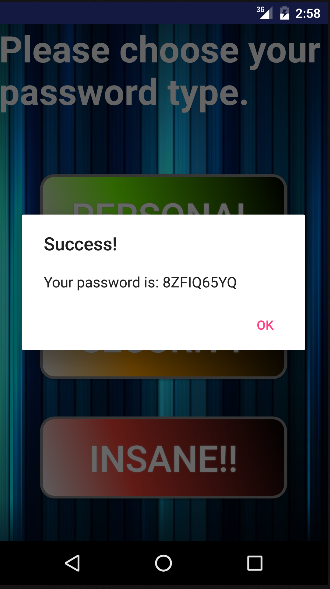 3G 2:58
Please choose your
password type.
PERSONAL
Success!
Your password is: 8ZFIQ65YQ
OK
SECURITY
INSANE!!